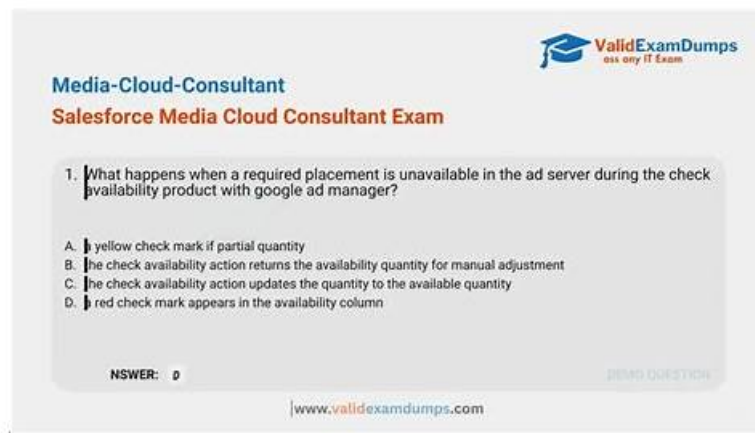 ValidExamDumps
ass any IT Exam
Media-Cloud-Consultant
Salesforce Media Cloud Consultant Exam
1. What happens when a required placement is unavailable in the ad server during the check
availability product with google ad manager?
A. a yellow check mark if partial quantity
B. he check availability action returns the availability quantity for manual adjustment
C. he check availability action updates the quantity to the available quantity
D. a red check mark appears in the availability column
NSWER: D
DEMO QUESTION
www.validexamdumps.com